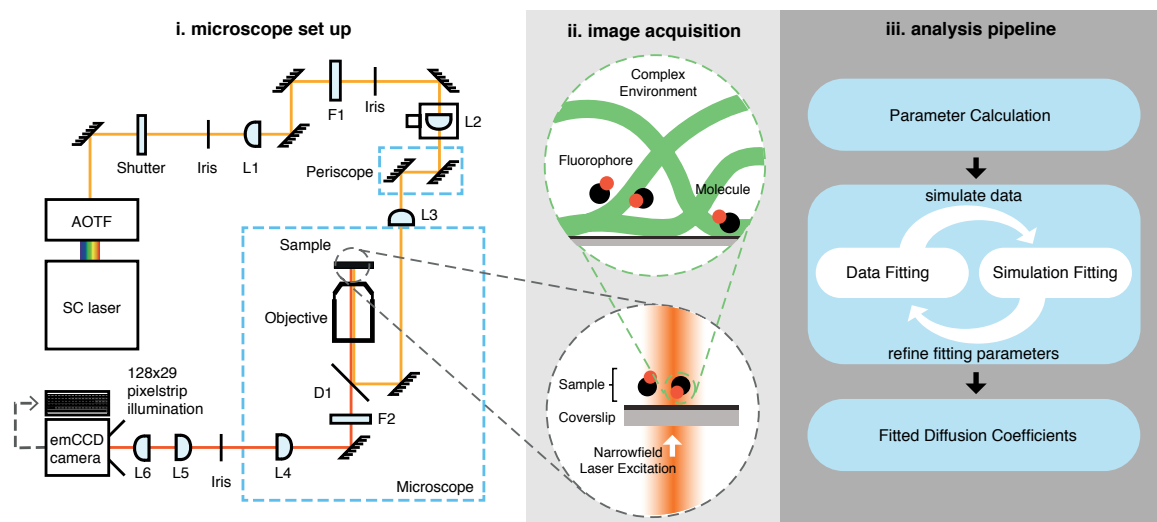 i. microscope set up
Shutter
Iris
L1
F1
Iris
L2
Periscope
L3
AOTF
SC laser
Sample
Objective
D1
F2
128x29
pixelstrip
illumination
emCCD
camera
L6
L5
Iris
L4
Microscope
ii. image acquisition
Complex
Environment
Fluorophore
Molecule
Sample
Coverslip
Narrowfield
Laser Excitation
iii. analysis pipeline
Parameter Calculation
simulate data
Data Fitting
Simulation Fitting
refine fitting parameters
Fitted Diffusion Coefficients